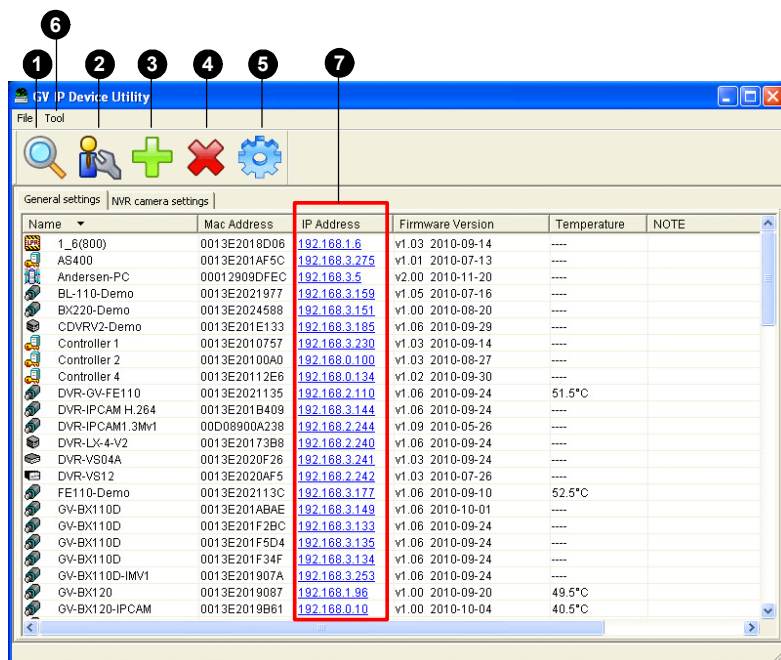 6
1 2 3 4 5 7
GV IP Device Utility
File Tool
General settings NVR camera settings
Name Mac Address IP Address Firmware Version Temperature NOTE
1_6(800) 0013E2018D06 192.168.1.6 v1.03 2010-09-14 ----
AS400 0013E201AF5C 192.168.3.275 v1.01 2010-07-13 ----
Andersen-PC 00012909DFEC 192.168.3.5 v2.00 2010-11-20 ----
BL-110-Demo 0013E2021977 192.168.3.159 v1.05 2010-07-16 ----
BX220-Demo 0013E2024588 192.168.3.151 v1.00 2010-08-20 ----
CDVRV2-Demo 0013E201E133 192.168.3.185 v1.06 2010-09-29 ----
Controller 1 0013E2010757 192.168.3.230 v1.03 2010-09-14 ----
Controller 2 0013E20100A0 192.168.0.100 v1.03 2010-08-27 ----
Controller 4 0013E20112E6 192.168.0.134 v1.02 2010-09-30 ----
DVR-GV-FE110 0013E2021135 192.168.2.110 v1.06 2010-09-24 51.5°C
DVR-IPCAM H.264 0013E201B409 192.168.3.144 v1.06 2010-09-24 ----
DVR-IPCAM1.3Mv1 00D08900A238 192.168.2.244 v1.09 2010-05-26 ----
DVR-LX-4-V2 0013E20173B8 192.168.2.240 v1.06 2010-09-24 ----
DVR-VS04A 0013E2020F26 192.168.3.241 v1.03 2010-09-24 ----
DVR-VS12 0013E2020AF5 192.168.2.242 v1.03 2010-07-26 ----
FE110-Demo 0013E202113C 192.168.3.177 v1.06 2010-09-10 52.5°C
GV-BX110D 0013E201ABAE 192.168.3.149 v1.06 2010-10-01 ----
GV-BX110D 0013E201F2BC 192.168.3.133 v1.06 2010-09-24 ----
GV-BX110D 0013E201F5D4 192.168.3.135 v1.06 2010-09-24 ----
GV-BX110D 0013E201F34F 192.168.3.134 v1.06 2010-09-24 ----
GV-BX110D-IMV1 0013E201907A 192.168.3.253 v1.06 2010-09-24 ----
GV-BX120 0013E2019087 192.168.1.96 v1.00 2010-09-20 49.5°C
GV-BX120-IPCAM 0013E2019B61 192.168.0.10 v1.00 2010-10-04 40.5°C